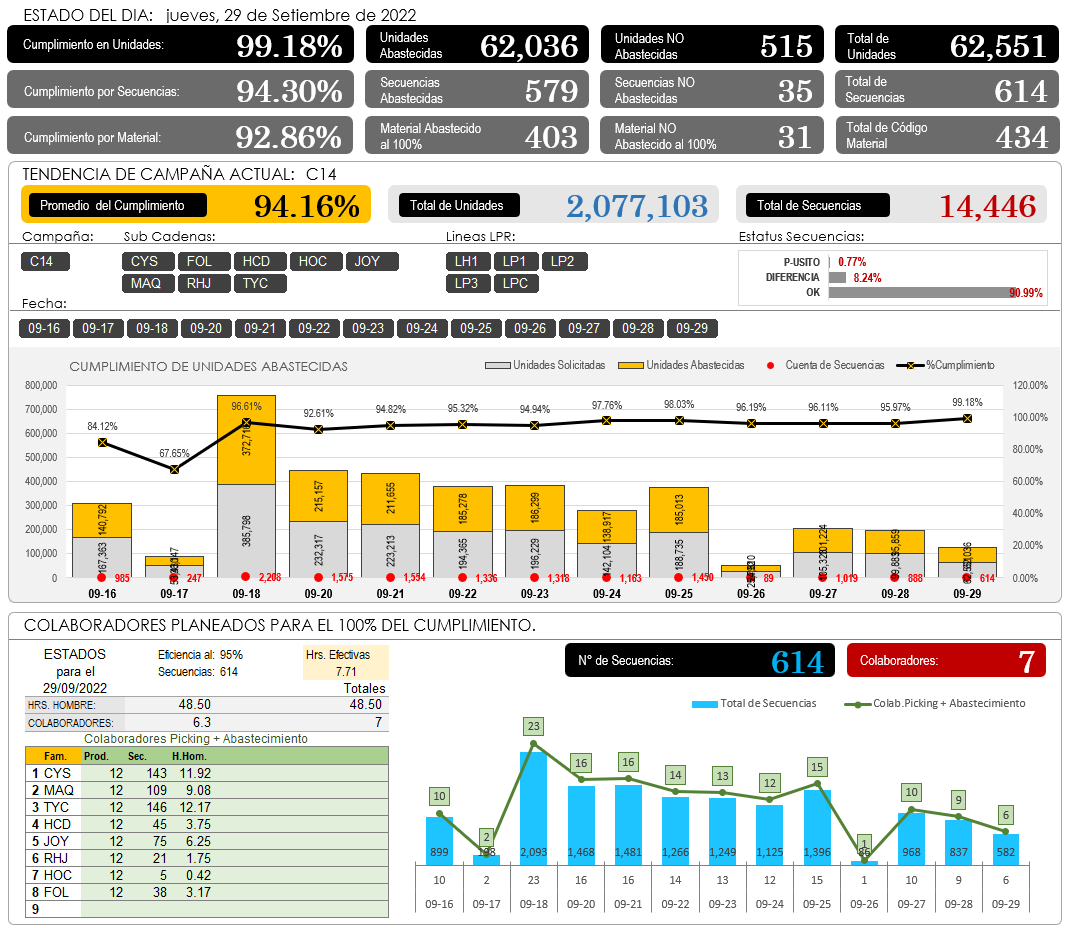 ESTADO DEL DIA: jueves, 29 de Setiembre de 2022
Cumplimiento en Unidades: 99.18%
Unidades Abastecidas 62,036
Unidades NO Abastecidas 515
Total de Unidades 62,551
Cumplimiento por Secuencias: 94.30%
Secuencias Abastecidas 579
Secuencias NO Abastecidas 35
Total de Secuencias 614
Cumplimiento por Material: 92.86%
Material Abastecido al 100% 403
Material NO Abastecido al 100% 31
Total de Código Material 434
TENDENCIA DE CAMPAÑA ACTUAL: C14
Promedio del Cumplimiento 94.16%
Total de Unidades 2,077,103
Total de Secuencias 14,446
Campaña: Sub Cadenas: Lineas LPR: Estatus Secuencias:
C14 CYS FOL HCD HOC JOY LH1 LP1 LP2
MAQ RHJ TYC LP3 LPC
P-USITO 0.77%
DIFERENCIA 8.24%
OK 90.99%
Fecha:
09-16 09-17 09-18 09-20 09-21 09-22 09-23 09-24 09-25 09-26 09-27 09-28 09-29
CUMPLIMIENTO DE UNIDADES ABASTECIDAS
Unidades Solicitadas Unidades Abastecidas Cuenta de Secuencias %Cumplimiento
800,000 700,000 600,000 500,000 400,000 300,000 200,000 100,000 0
120.00% 100.00% 80.00% 60.00% 40.00% 20.00% 0.00%
84.12% 67.65% 96.61% 92.61% 94.82% 95.32% 94.94% 97.76% 98.03% 96.19% 96.11% 95.97% 99.18%
140,792 372,716 215,157 211,655 185,278 186,299 138,917 185,013
167,363 385,798 232,317 223,213 194,365 196,229 142,104 188,735
985 247 2,208 1,575 1,554 1,336 1,318 1,163 1,450 89 1,019 888 614
09-16 09-17 09-18 09-20 09-21 09-22 09-23 09-24 09-25 09-26 09-27 09-28 09-29
COLABORADORES PLANEADOS PARA EL 100% DEL CUMPLIMIENTO.
ESTADOS
para el
29/09/2022
Eficiencia al: 95%
Secuencias: 614
Hrs. Efectivas
7.71
Totales
HRS. HOMBRE: 48.50 48.50
COLABORADORES: 6.3 7
Colaboradores Picking + Abastecimiento
Fam. Prod. Sec. H.Hom.
1 CYS 12 143 11.92
2 MAQ 12 109 9.08
3 TYC 12 146 12.17
4 HCD 12 45 3.75
5 JOY 12 75 6.25
6 RHJ 12 21 1.75
7 HOC 12 5 0.42
8 FOL 12 38 3.17
9
N° de Secuencias: 614
Colaboradores: 7
Total de Secuencias Colab.Picking + Abastecimiento
10 2 23 16 16 14 13 12 15 1 10 9 6
899 2,093 1,468 1,481 1,266 1,249 1,125 1,396 968 837 582
10 2 23 16 16 14 13 12 15 1 10 9 6
09-16 09-17 09-18 09-20 09-21 09-22 09-23 09-24 09-25 09-26 09-27 09-28 09-29